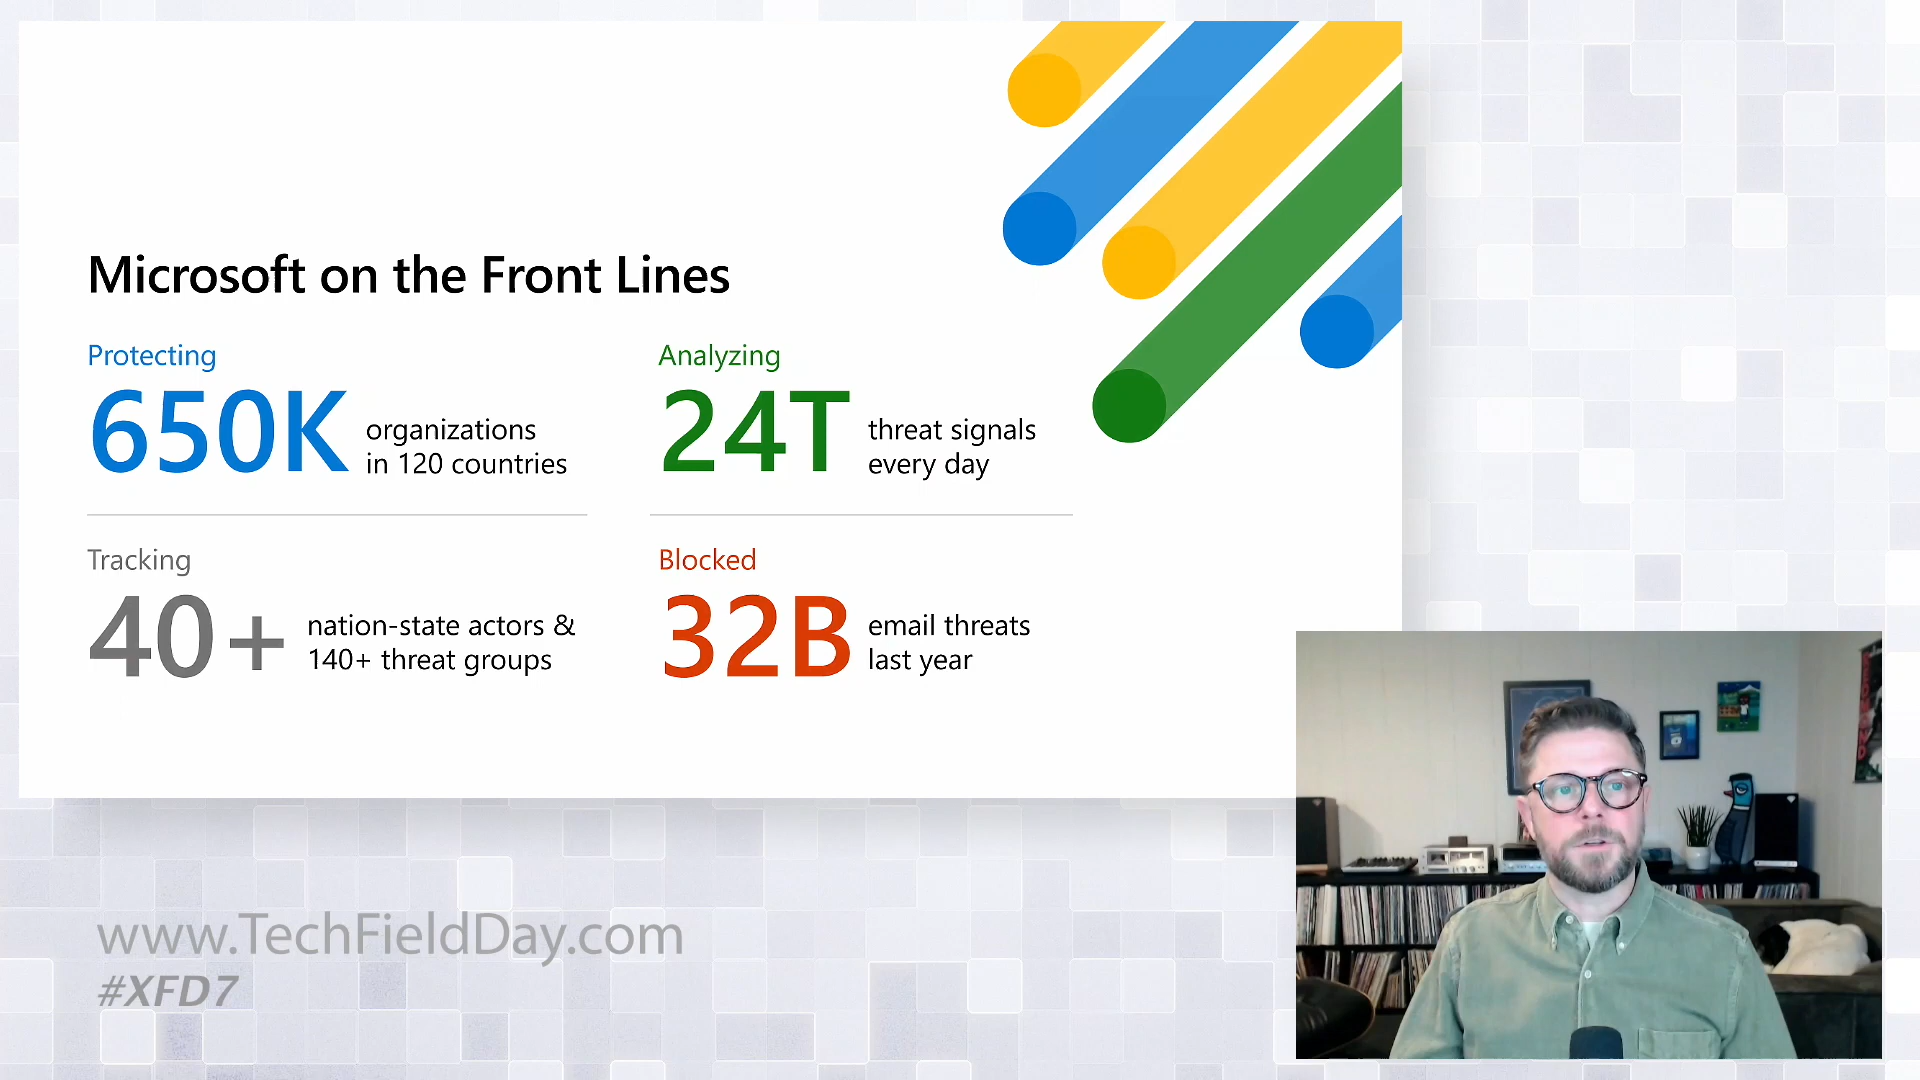 Microsoft on the Front Lines
Protecting
650K organizations
in 120 countries
Analyzing
24T threat signals
every day
Tracking
40+ nation-state actors &
140+ threat groups
Blocked
32B email threats
last year
www.TechFieldDay.com
#XFD7